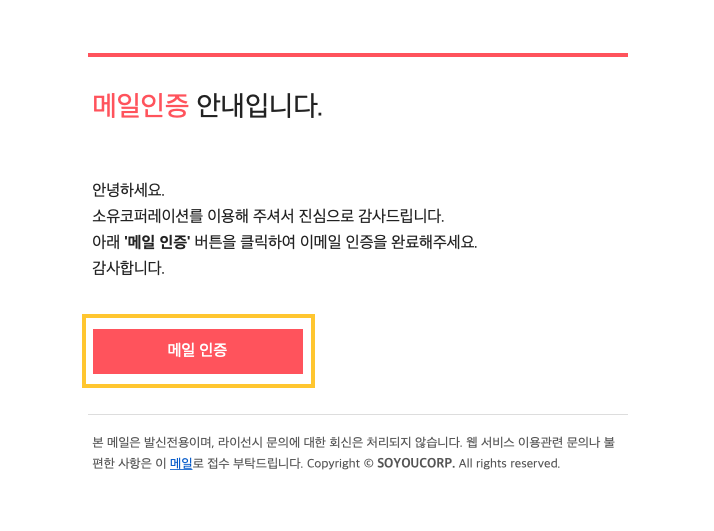 메일인증 안내입니다.
안녕하세요.
소유코퍼레이션를 이용해 주셔서 진심으로 감사드립니다.
아래 '메일 인증' 버튼을 클릭하여 이메일 인증을 완료해주세요.
감사합니다.
메일 인증
본 메일은 발신전용이며, 라이선시 문의에 대한 회신은 처리되지 않습니다. 웹 서비스 이용관련 문의나 불
편한 사항은 이 메일로 접수 부탁드립니다. Copyright © SOYOUCORP. All rights reserved.